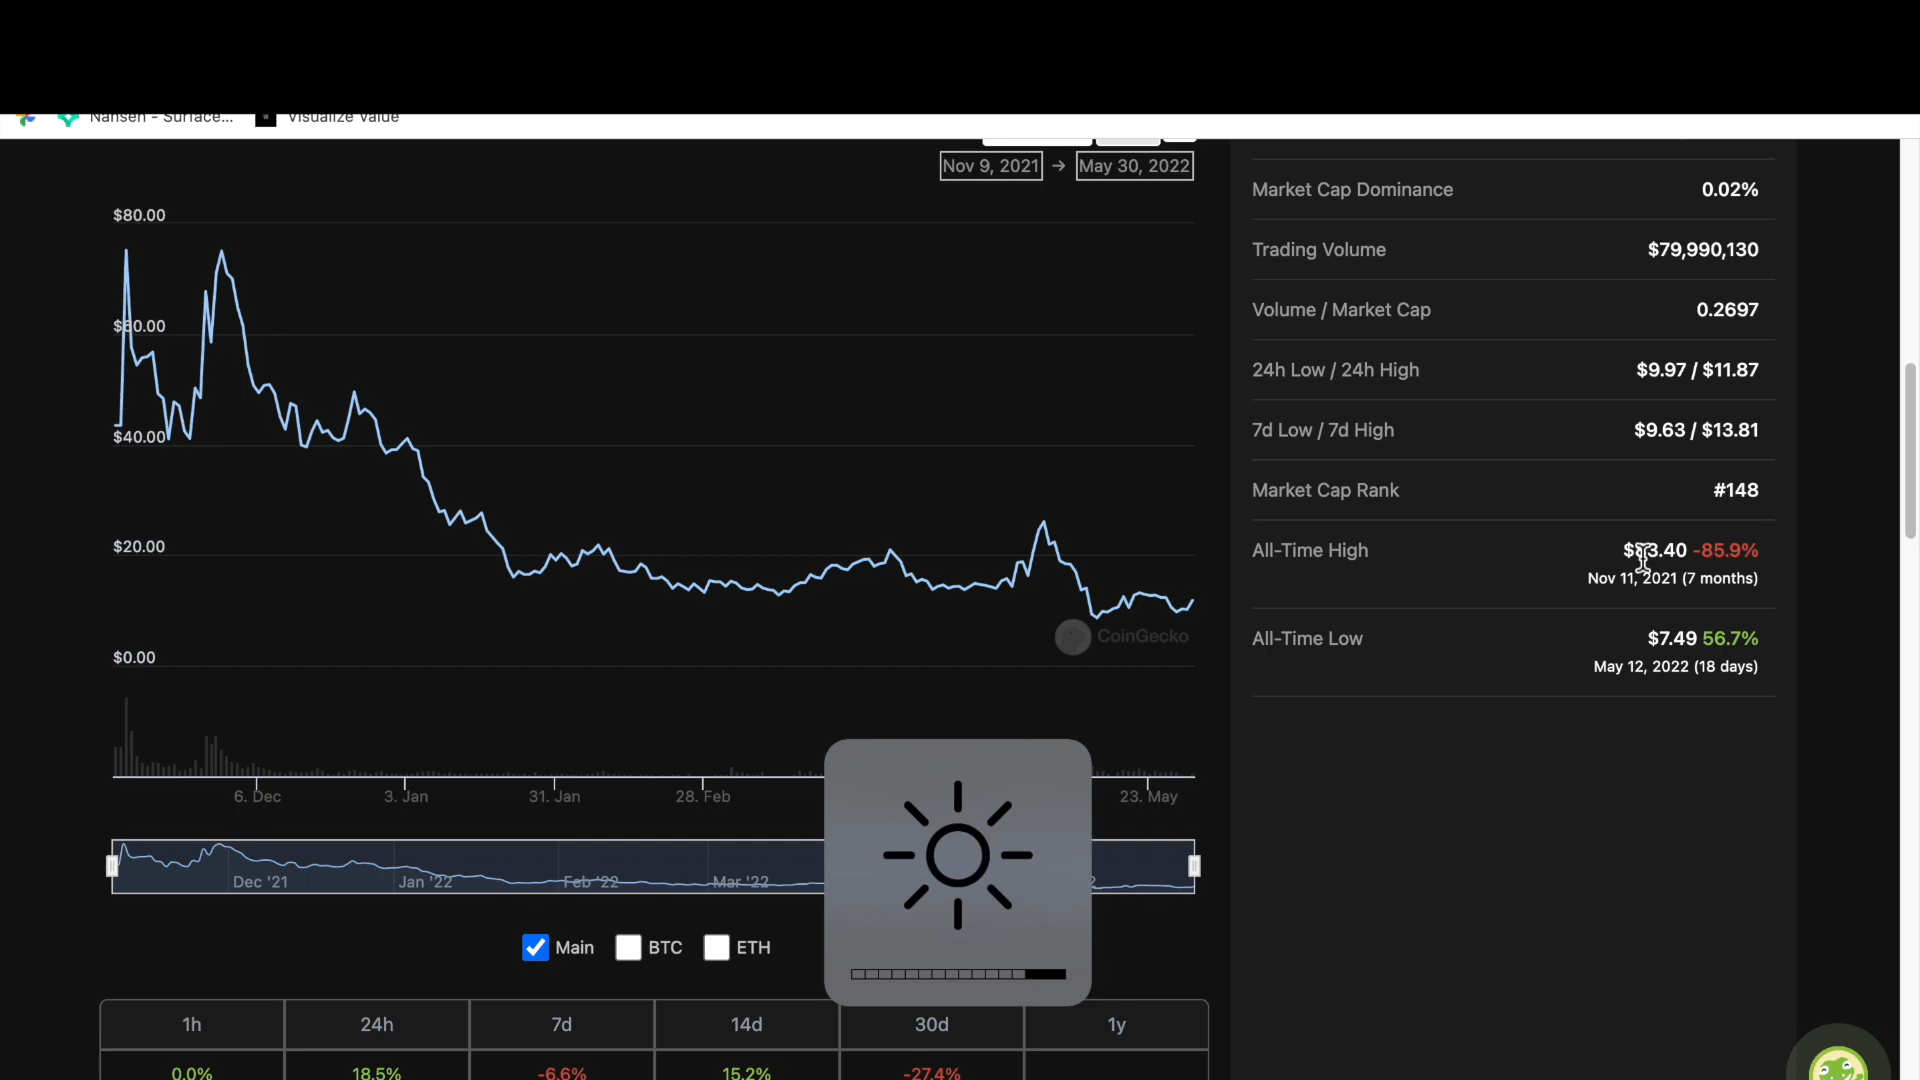 Nansen - Surface... Visualize Value
Nov 9, 2021 → May 30, 2022
$80.00
$60.00
$40.00
$20.00
$0.00
CoinGecko
6. Dec 3. Jan 31. Jan 28. Feb 23. May
Dec '21 Jan '22 Feb '22 Mar '22
Main BTC ETH
1h 24h 7d 14d 30d 1y
0.0% 18.5% -6.6% 15.2% -27.4%
Market Cap Dominance 0.02%
Trading Volume $79,990,130
Volume / Market Cap 0.2697
24h Low / 24h High $9.97 / $11.87
7d Low / 7d High $9.63 / $13.81
Market Cap Rank #148
All-Time High -85.9%
Nov 11, 2021 (7 months)
All-Time Low $7.49 56.7%
May 12, 2022 (18 days)